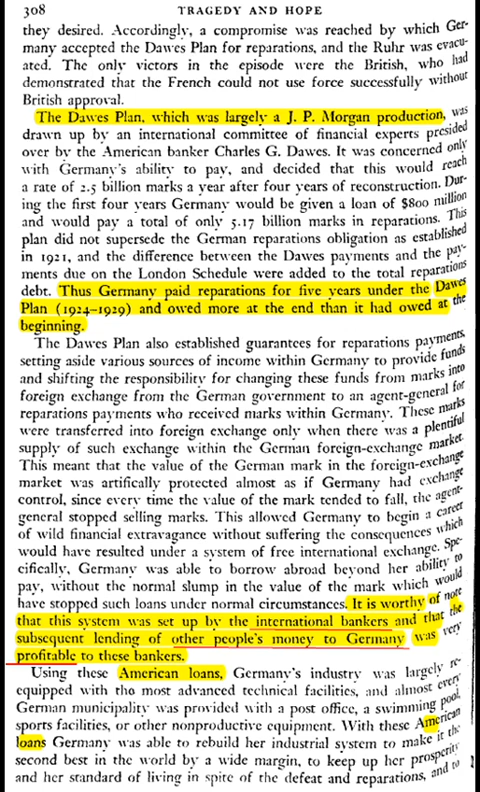 308 TRAGEDY AND HOPE
they desired. Accordingly, a compromise was reached by which Ger-
many accepted the Dawes Plan for reparations, and the Ruhr was evacu-
ated. The only victors in the episode were the British, who had
demonstrated that the French could not use force successfully without
British approval.
The Dawes Plan, which was largely a J. P. Morgan production, was
drawn up by an international committee of financial experts presided
over by the American banker Charles G. Dawes. It was concerned only
with Germany's ability to pay, and decided that this would reach
a rate of 2.5 billion marks a year after four years of reconstruction. Dur-
ing the first four years Germany would be given a loan of $800 million
and would pay a total of only 5.17 billion marks in reparations. This
plan did not supersede the German reparations obligation as established
in 1921, and the difference between the Dawes payments and the pay-
ments due on the London Schedule were added to the total reparations
debt. Thus Germany paid reparations for five years under the Dawes
Plan (1924-1929) and owed more at the end than it had owed at the
beginning.
The Dawes Plan also established guarantees for reparations payments,
setting aside various sources of income within Germany to provide funds
and shifting the responsibility for changing these funds from marks into
foreign exchange from the German government to an agent-general for
reparations payments who received marks within Germany. These marks
were transferred into foreign exchange only when there was a plentiful
supply of such exchange within the German foreign-exchange market.
This meant that the value of the German mark in the foreign-exchange
market was artifically protected almost as if Germany had exchange
control, since every time the value of the mark tended to fall, the agent-
general stopped selling marks. This allowed Germany to begin a career
of wild financial extravagance without suffering the consequences which
would have resulted under a system of free international exchange. Spe-
cifically, Germany was able to borrow abroad beyond her ability to
pay, without the normal slump in the value of the mark which would
have stopped such loans under normal circumstances. It is worthy of note
that this system was set up by the international bankers and that the
subsequent lending of other people's money to Germany was very
profitable to these bankers.
Using these American loans, Germany's industry was largely re-
equipped with the most advanced technical facilities, and almost every
German municipality was provided with a post office, a swimming pool,
sports facilities, or other nonproductive equipment. With these American
loans Germany was able to rebuild her industrial system to make it the
second best in the world by a wide margin, to keep up her prosperity
and her standard of living in spite of the defeat and reparations, and to